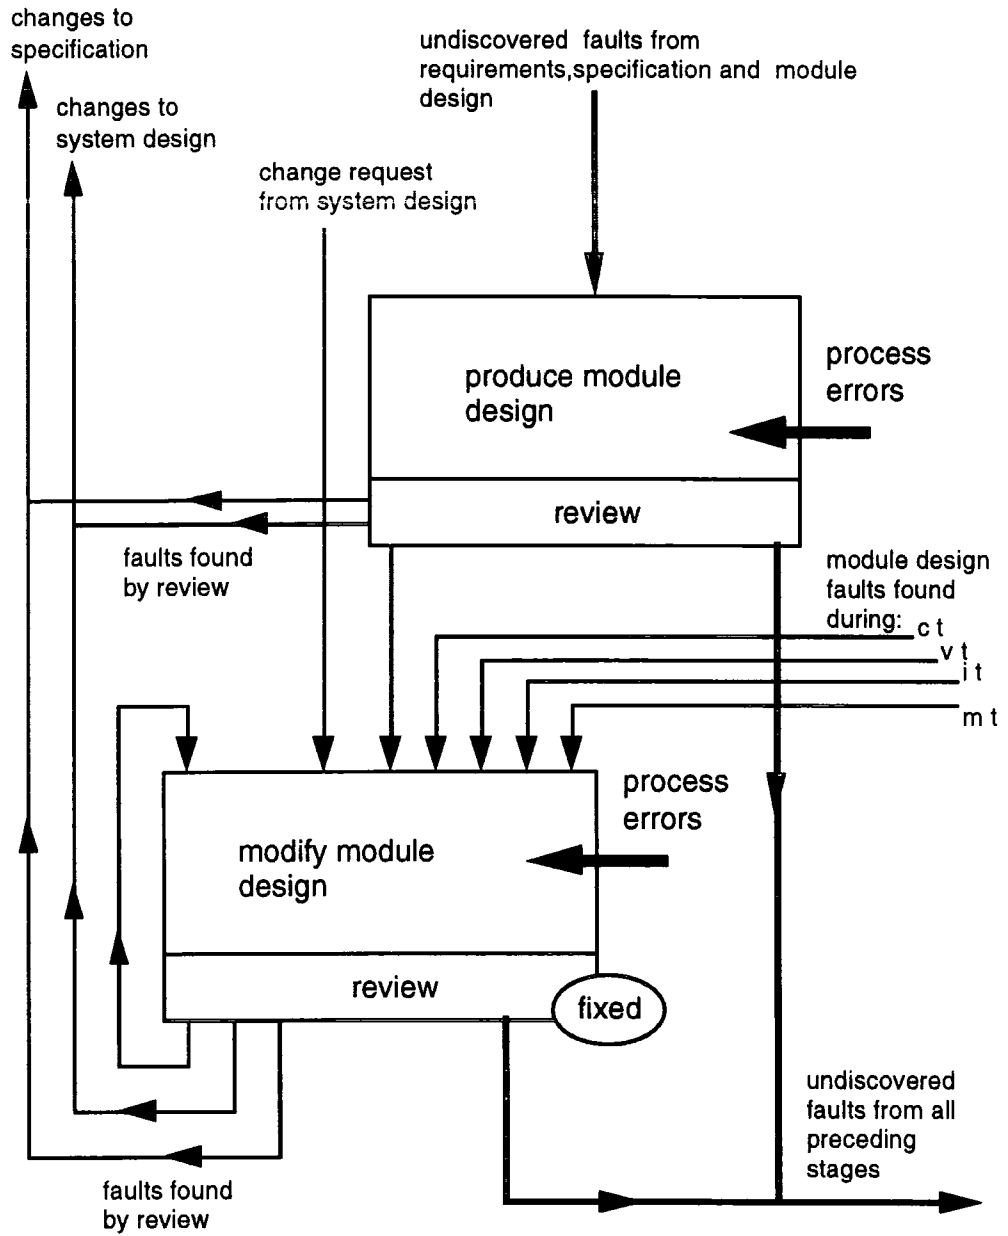 changes to
specification
undiscovered faults from
requirements,specification and module
design
changes to
system design
change request
from system design
produce module
design
process
errors
review
faults found
by review
module design
faults found
during:
c t
v t
i t
m t
process
errors
modify module
design
review
fixed
undiscovered
faults from all
preceding
stages
faults found
by review